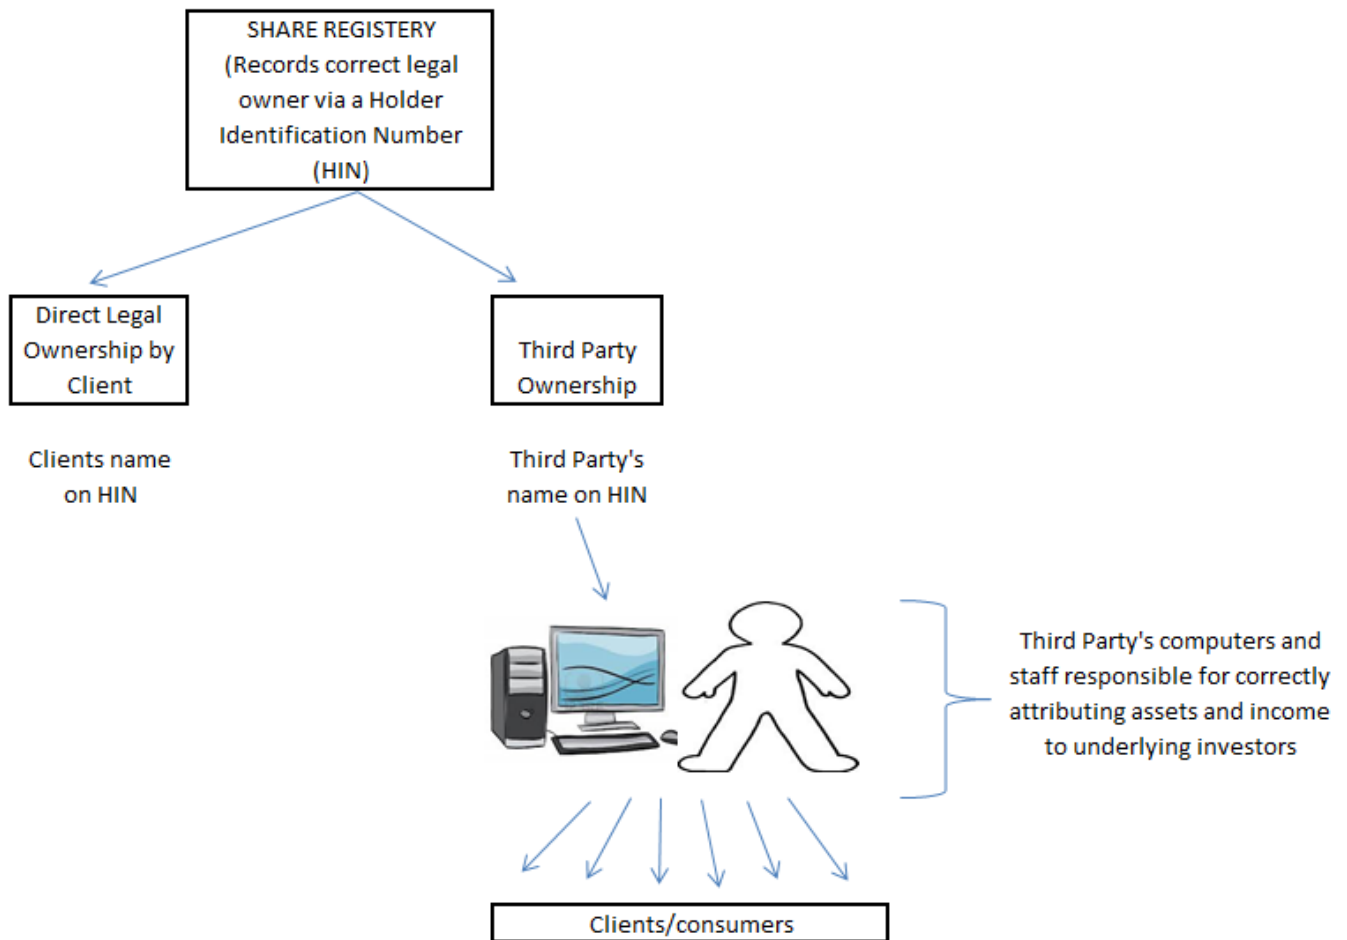 SHARE REGISTERY
(Records correct legal
owner via a Holder
Identification Number
(HIN)
Direct Legal
Ownership by
Client
Third Party
Ownership
Clients name
on HIN
Third Party's
name on HIN
Third Party's computers and
staff responsible for correctly
attributing assets and income
to underlying investors
Clients/consumers